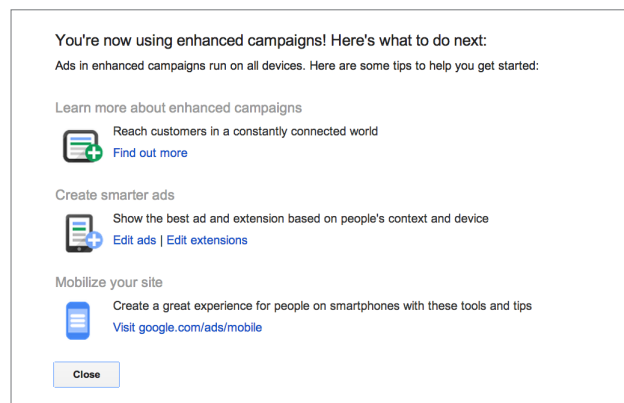 You're now using enhanced campaigns! Here's what to do next:
Ads in enhanced campaigns run on all devices. Here are some tips to help you get started:
Learn more about enhanced campaigns
Reach customers in a constantly connected world
Find out more
Create smarter ads
Show the best ad and extension based on people's context and device
Edit ads | Edit extensions
Mobilize your site
Create a great experience for people on smartphones with these tools and tips
Visit google.com/ads/mobile
Close